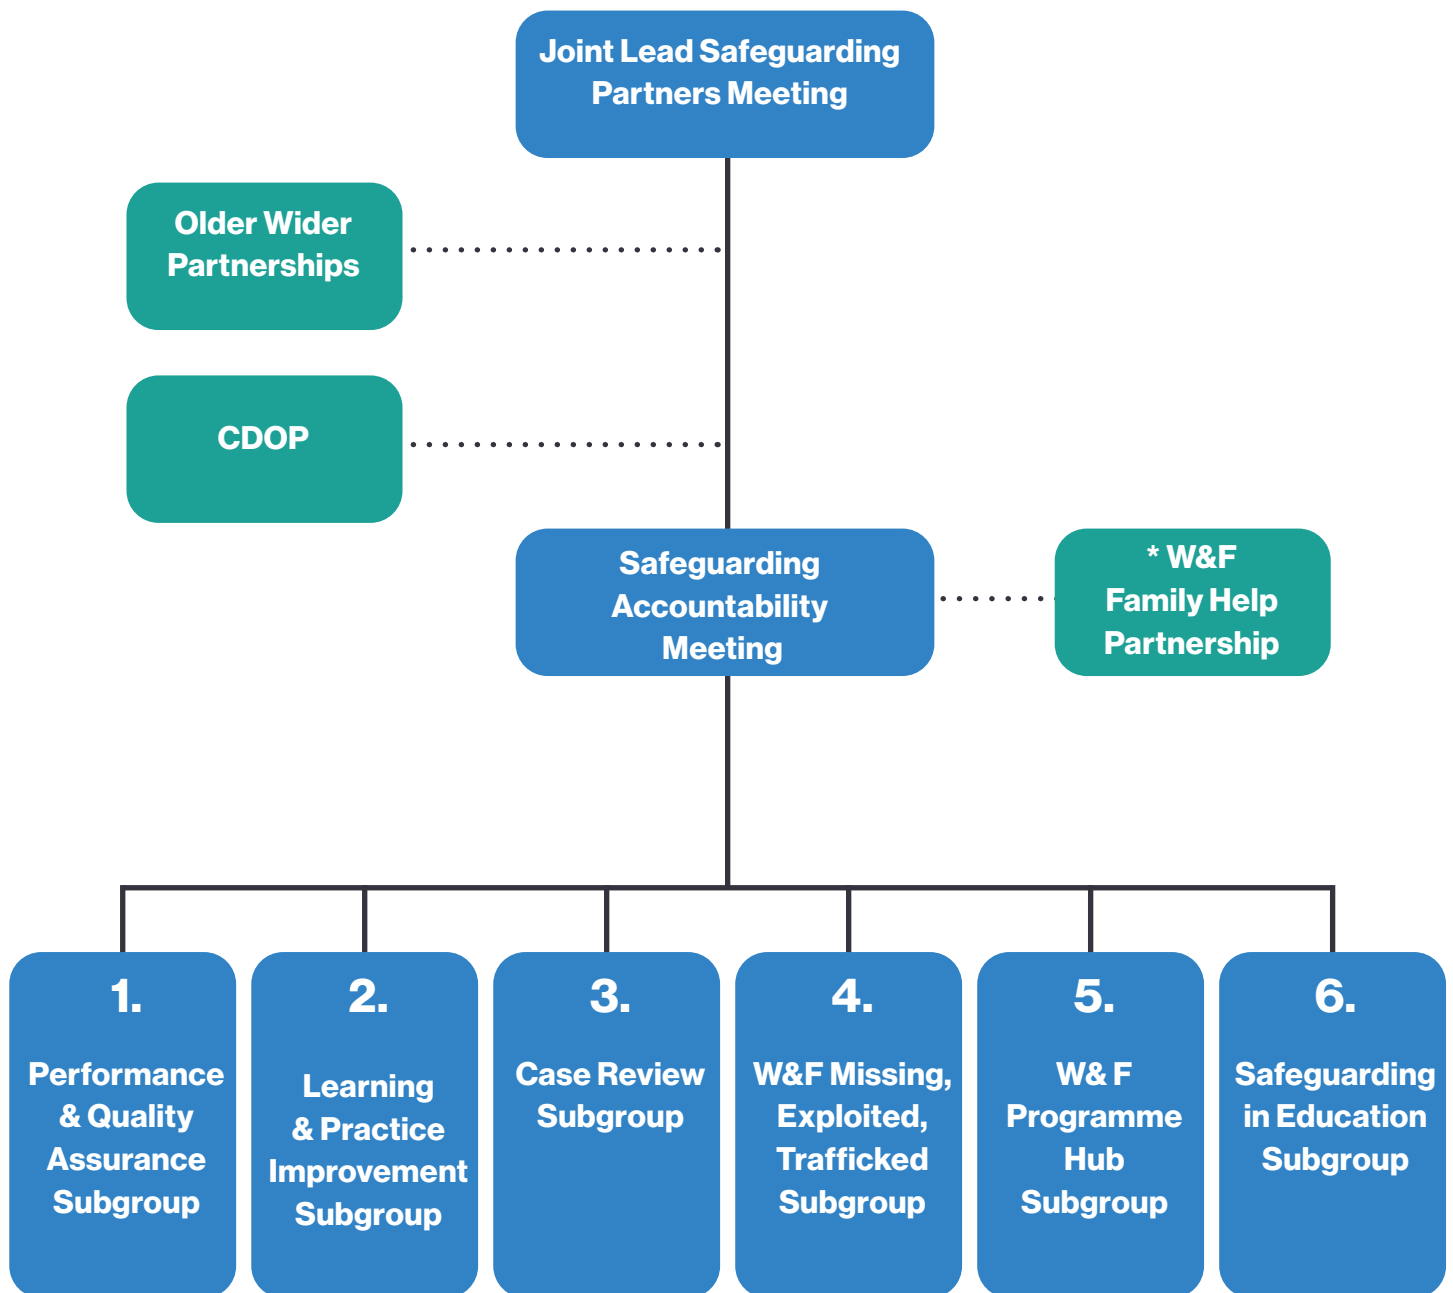 Joint Lead Safeguarding
Partners Meeting
Older Wider
Partnerships
CDOP
Safeguarding
Accountability
Meeting
* W&F
Family Help
Partnership
1.
Performance
& Quality
Assurance
Subgroup
2.
Learning
& Practice
Improvement
Subgroup
3.
Case Review
Subgroup
4.
W&F Missing,
Exploited,
Trafficked
Subgroup
5.
W& F
Programme
Hub
Subgroup
6.
Safeguarding
in Education
Subgroup